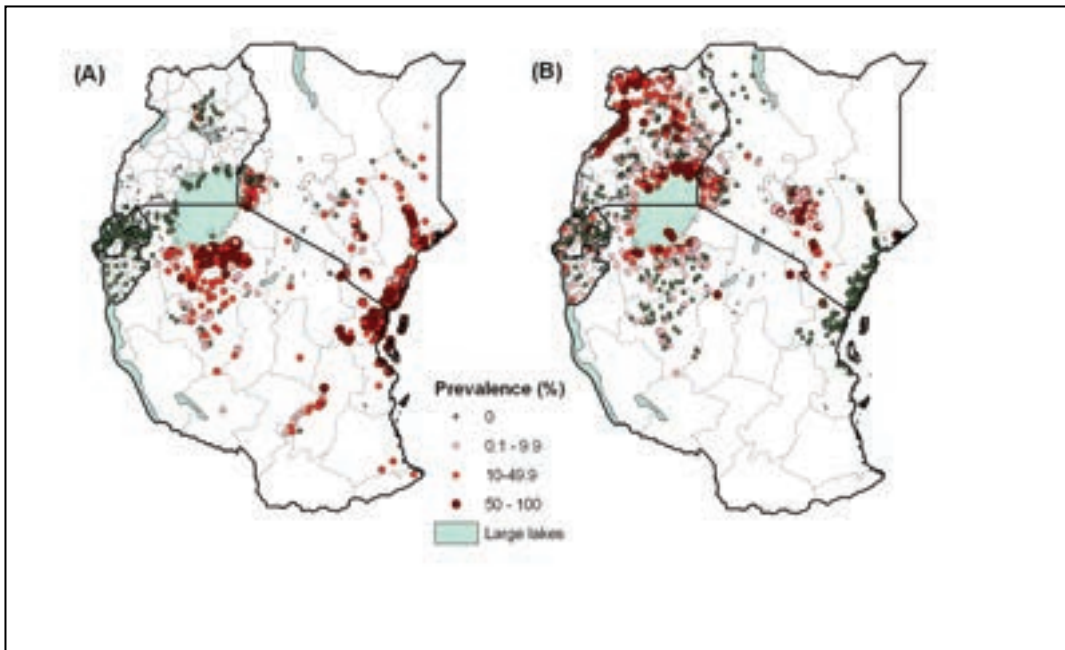 (A)
(B)
Prevalence (%)
0
0.1 - 9.9
10-49.9
50 - 100
Large lakes